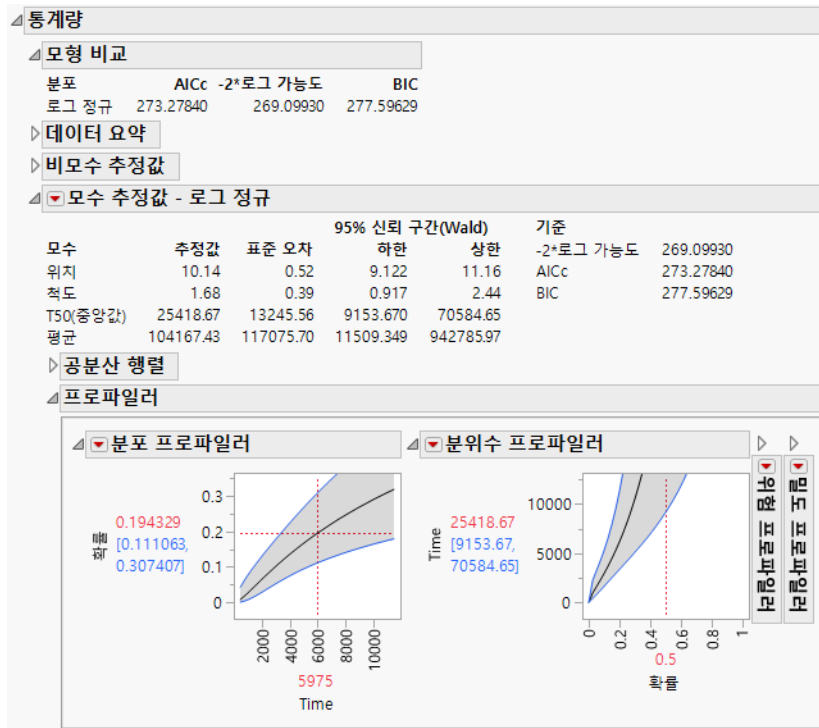 통계량
모형 비교
분포 AICc -2*로그 가능도 BIC
로그 정규 273.27840 269.09930 277.59629
데이터 요약
비모수 추정값
모수 추정값 - 로그 정규
95% 신뢰 구간(Wald) 기준
모수 추정값 표준 오차 하한 상한 -2*로그 가능도 269.09930
위치 10.14 0.52 9.122 11.16 AICc 273.27840
척도 1.68 0.39 0.917 2.44 BIC 277.59629
T50(중앙값) 25418.67 13245.56 9153.670 70584.65
평균 104167.43 117075.70 11509.349 942785.97
공분산 행렬
프로파일러
분포 프로파일러
확률
0.194329
[0.111063,
0.307407]
0.3
0.2
0.1
0
2000
4000
6000
8000
10000
5975
Time
분위수 프로파일러
Time
25418.67
[9153.67,
70584.65]
10000
5000
0
0
0.2
0.4
0.6
0.8
1
0.5
확률
위험 프로파일러
밀도 프로파일러